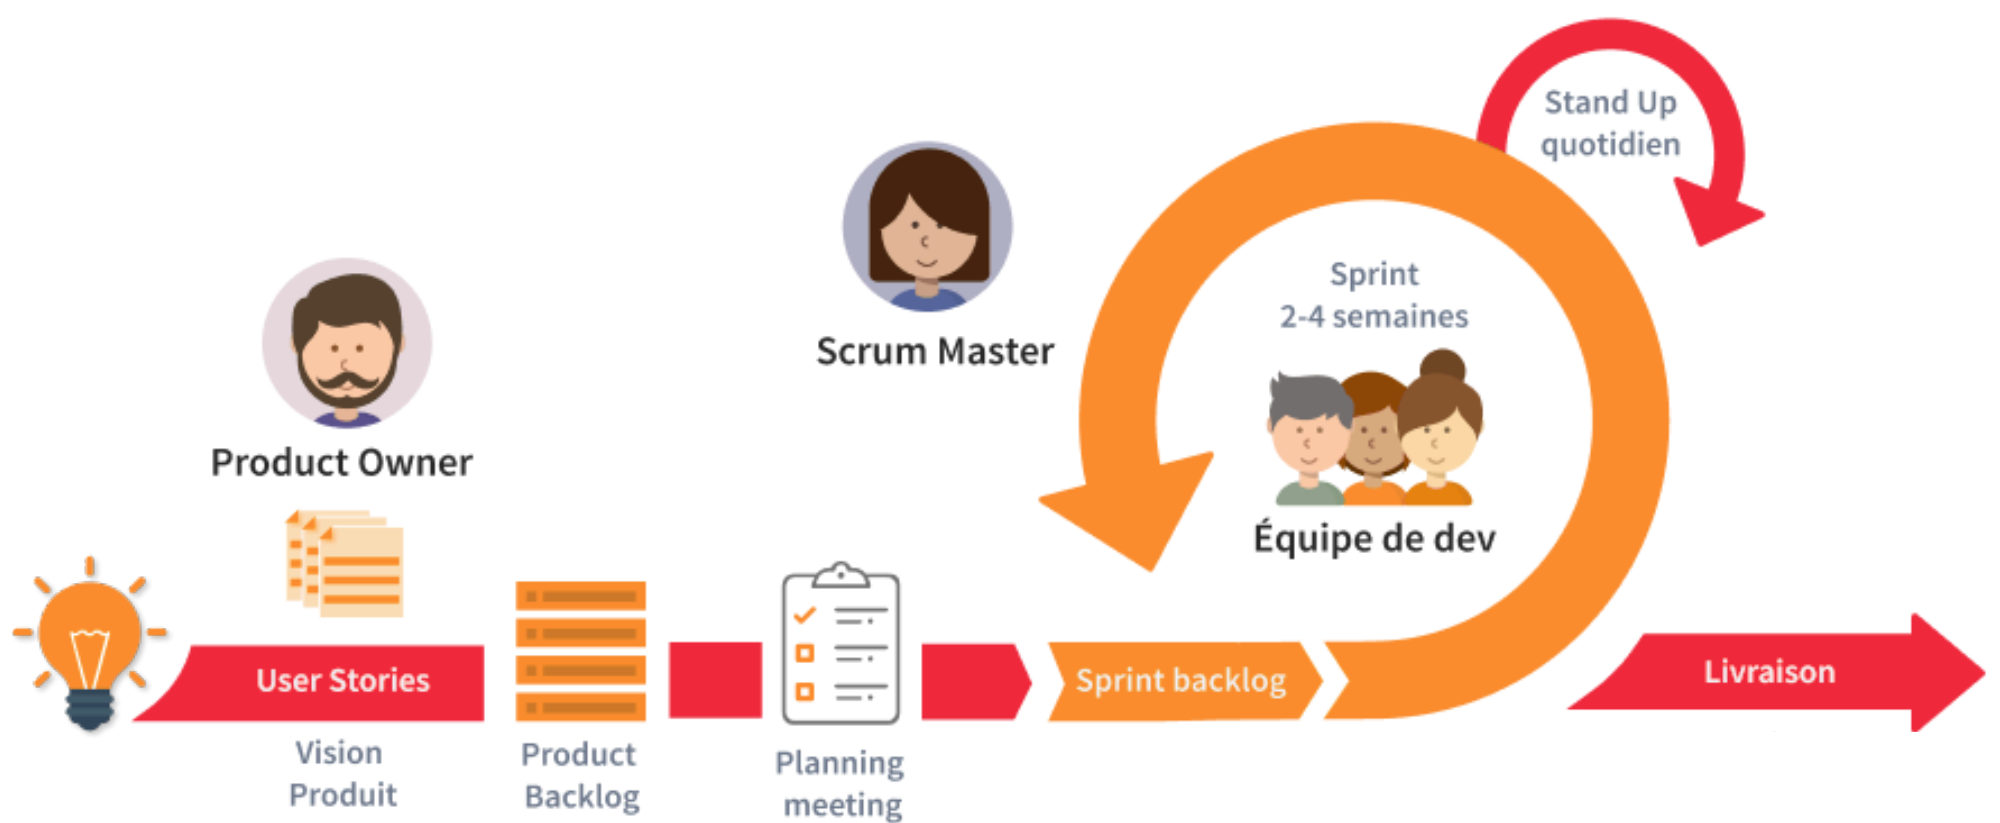 Stand Up
quotidien
Sprint
2-4 semaines
Scrum Master
Product Owner
Équipe de dev
User Stories
Sprint backlog
Livraison
Vision
Produit
Product
Backlog
Planning
meeting